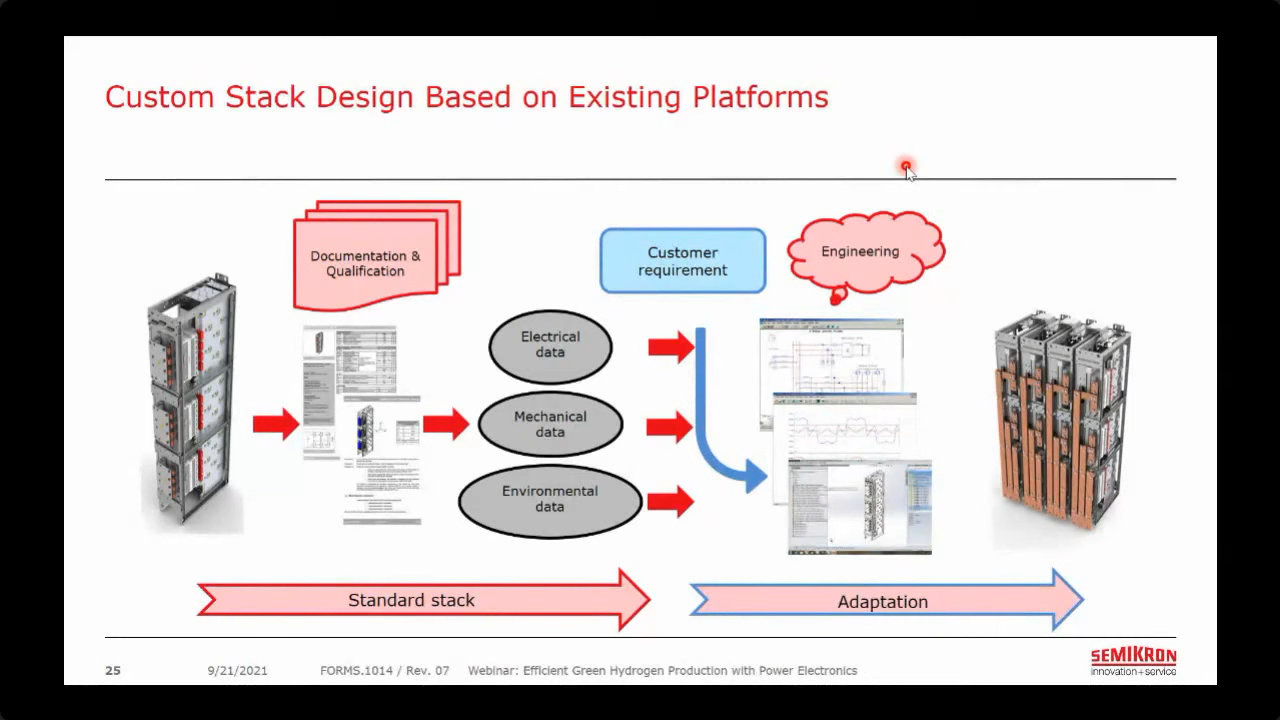 Custom Stack Design Based on Existing Platforms
Documentation &
Qualification
Customer
requirement
Engineering
Electrical
data
Mechanical
data
Environmental
data
Standard stack
Adaptation
25
9/21/2021
FORMS.1014 / Rev. 07
Webinar: Efficient Green Hydrogen Production with Power Electronics
SEMIKRON
innovation+service